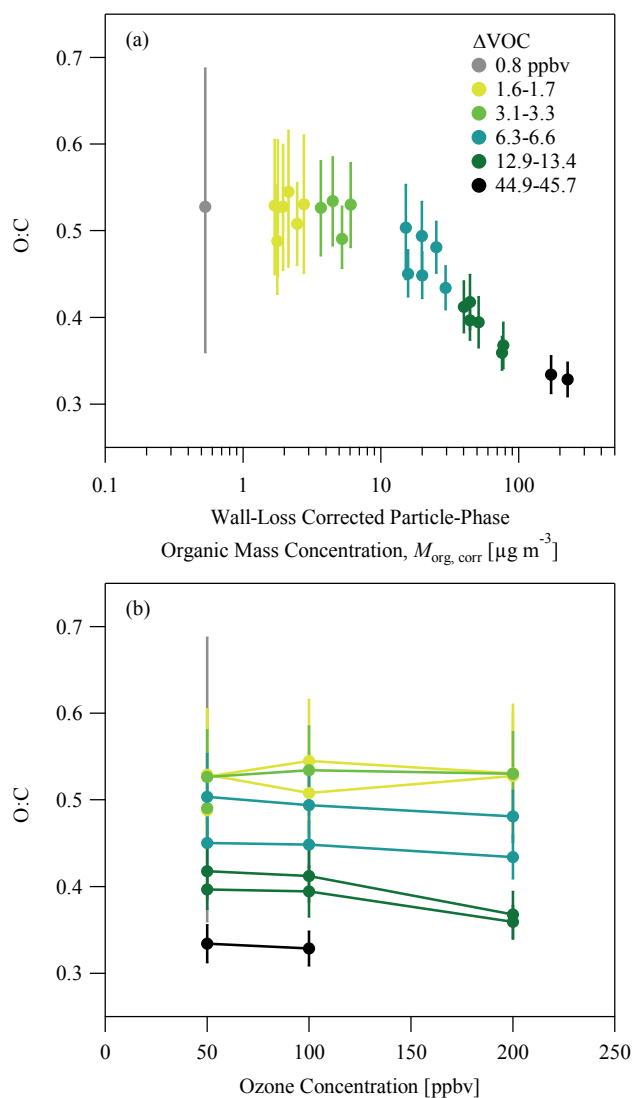 (a)
ΔVOC
0.8 ppbv
1.6-1.7
3.1-3.3
6.3-6.6
12.9-13.4
44.9-45.7
0.7
0.6
0.5
0.4
0.3
O:C
0.1
1
10
100
Wall-Loss Corrected Particle-Phase
Organic Mass Concentration, M org, corr [µg m⁻³]
(b)
0.7
0.6
0.5
0.4
0.3
O:C
0
50
100
150
200
250
Ozone Concentration [ppbv]